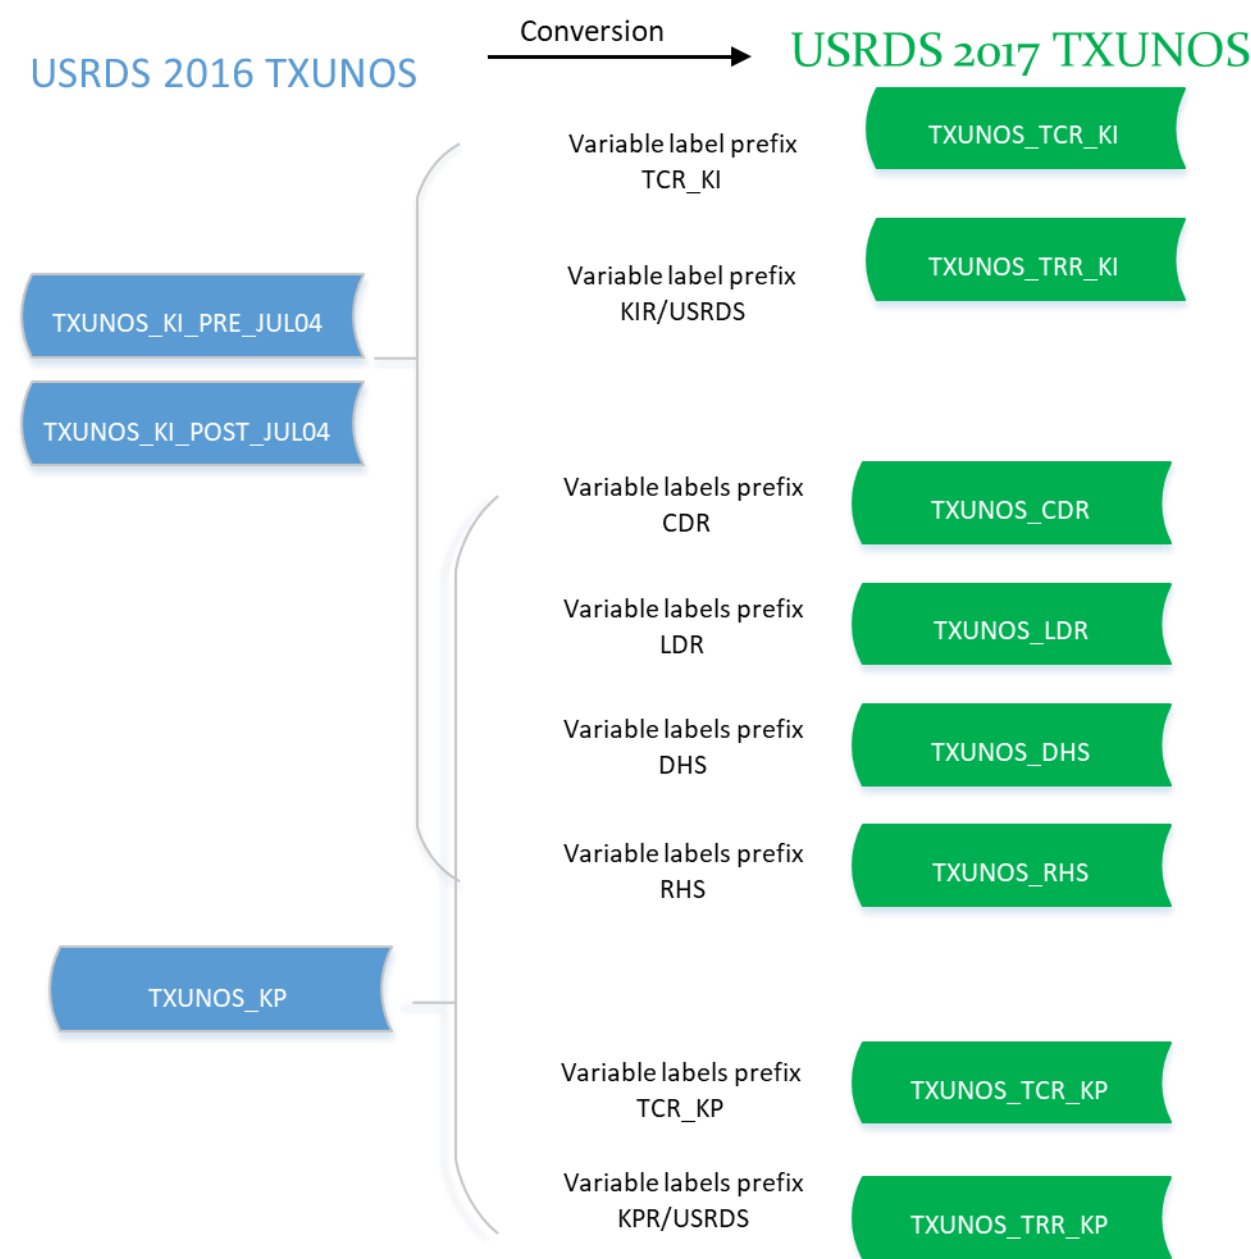 USRDS 2016 TXUNOS
Conversion
USRDS 2017 TXUNOS
Variable label prefix
TCR_KI
TXUNOS_TCR_KI
Variable label prefix
KIR/USRDS
TXUNOS_TRR_KI
TXUNOS_KI_PRE_JUL04
TXUNOS_KI_POST_JUL04
Variable labels prefix
CDR
TXUNOS_CDR
Variable labels prefix
LDR
TXUNOS_LDR
Variable labels prefix
DHS
TXUNOS_DHS
Variable labels prefix
RHS
TXUNOS_RHS
TXUNOS_KP
Variable labels prefix
TCR_KP
TXUNOS_TCR_KP
Variable labels prefix
KPR/USRDS
TXUNOS_TRR_KP